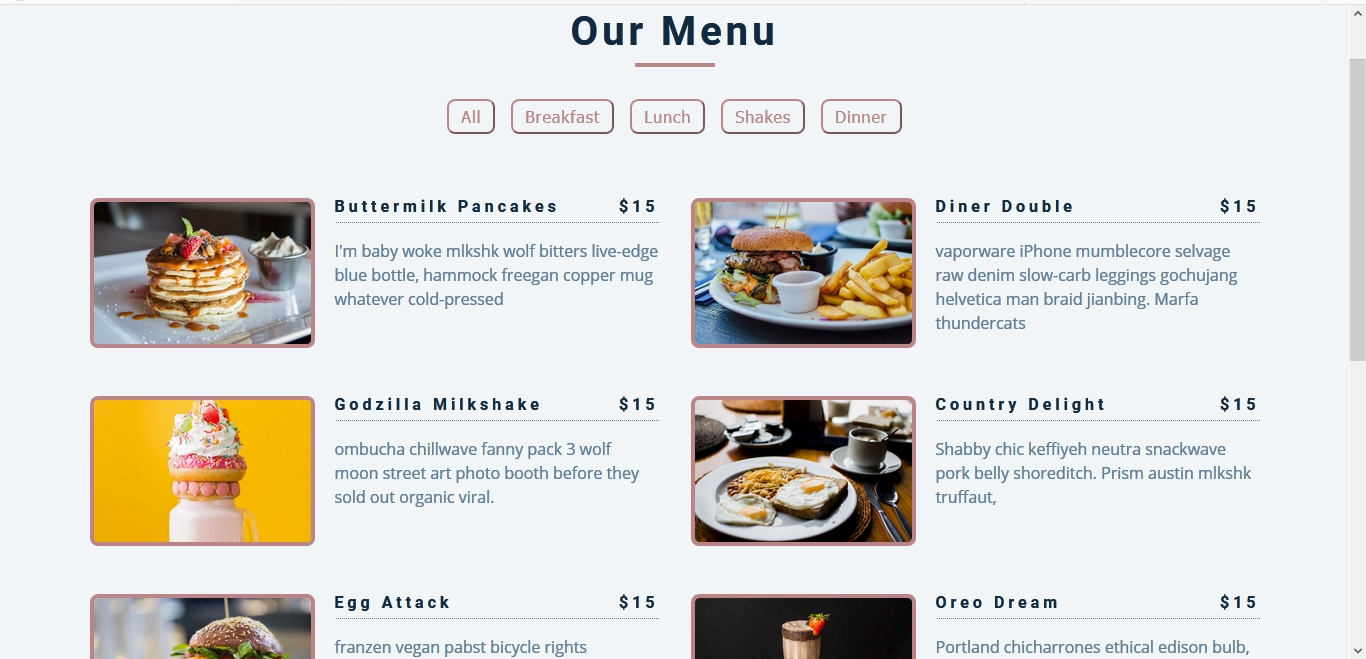 Our Menu
All Breakfast Lunch Shakes Dinner
Buttermilk Pancakes $15
I'm baby woke mlkshk wolf bitters live-edge
blue bottle, hammock freegan copper mug
whatever cold-pressed
Diner Double $15
vaporware iPhone mumblecore selvage
raw denim slow-carb leggings gochujang
helvetica man braid jianbing. Marfa
thundercats
Godzilla Milkshake $15
ombucha chillwave fanny pack 3 wolf
moon street art photo booth before they
sold out organic viral.
Country Delight $15
Shabby chic keffiyeh neutra snackwave
pork belly shoreditch. Prism austin mlkshk
truffaut,
Egg Attack $15
franzen vegan pabst bicycle rights
Oreo Dream $15
Portland chicharrones ethical edison bulb,